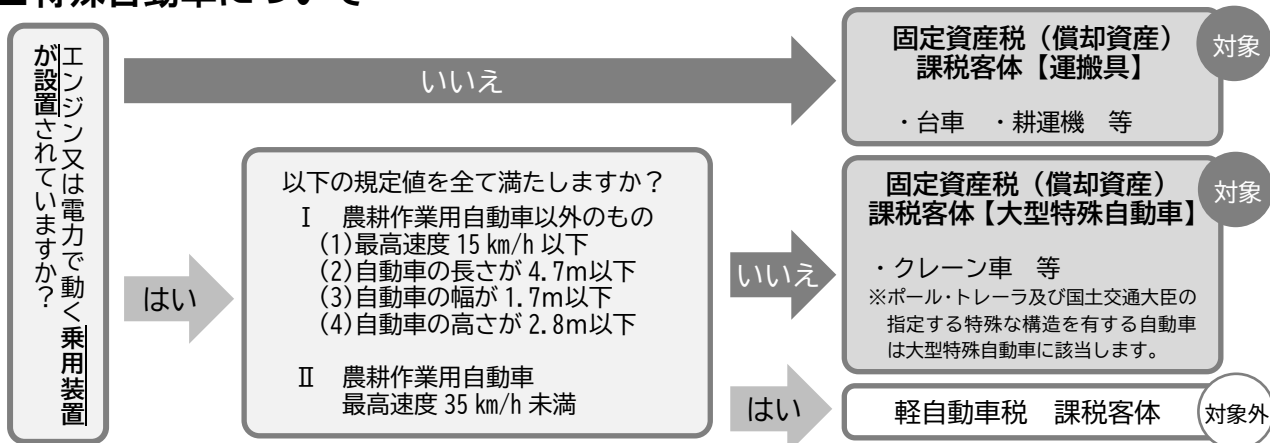 ■特殊自動車について
エンジン又は電力で動く乗用装置
が設置されていますか？
いいえ
固定資産税（償却資産）
課税客体【運搬具】
・台車　・耕運機　等
対象
はい
以下の規定値を全て満たしますか？
Ⅰ　農耕作業用自動車以外のもの
(1)最高速度 15 km/h 以下
(2)自動車の長さが 4.7ｍ以下
(3)自動車の幅が 1.7ｍ以下
(4)自動車の高さが 2.8ｍ以下
Ⅱ　農耕作業用自動車
最高速度 35 km/h 未満
いいえ
固定資産税（償却資産）
課税客体【大型特殊自動車】
・クレーン車　等
※ポール・トレーラ及び国土交通大臣の
指定する特殊な構造を有する自動車
は大型特殊自動車に該当します。
対象
はい
軽自動車税　課税客体
対象外